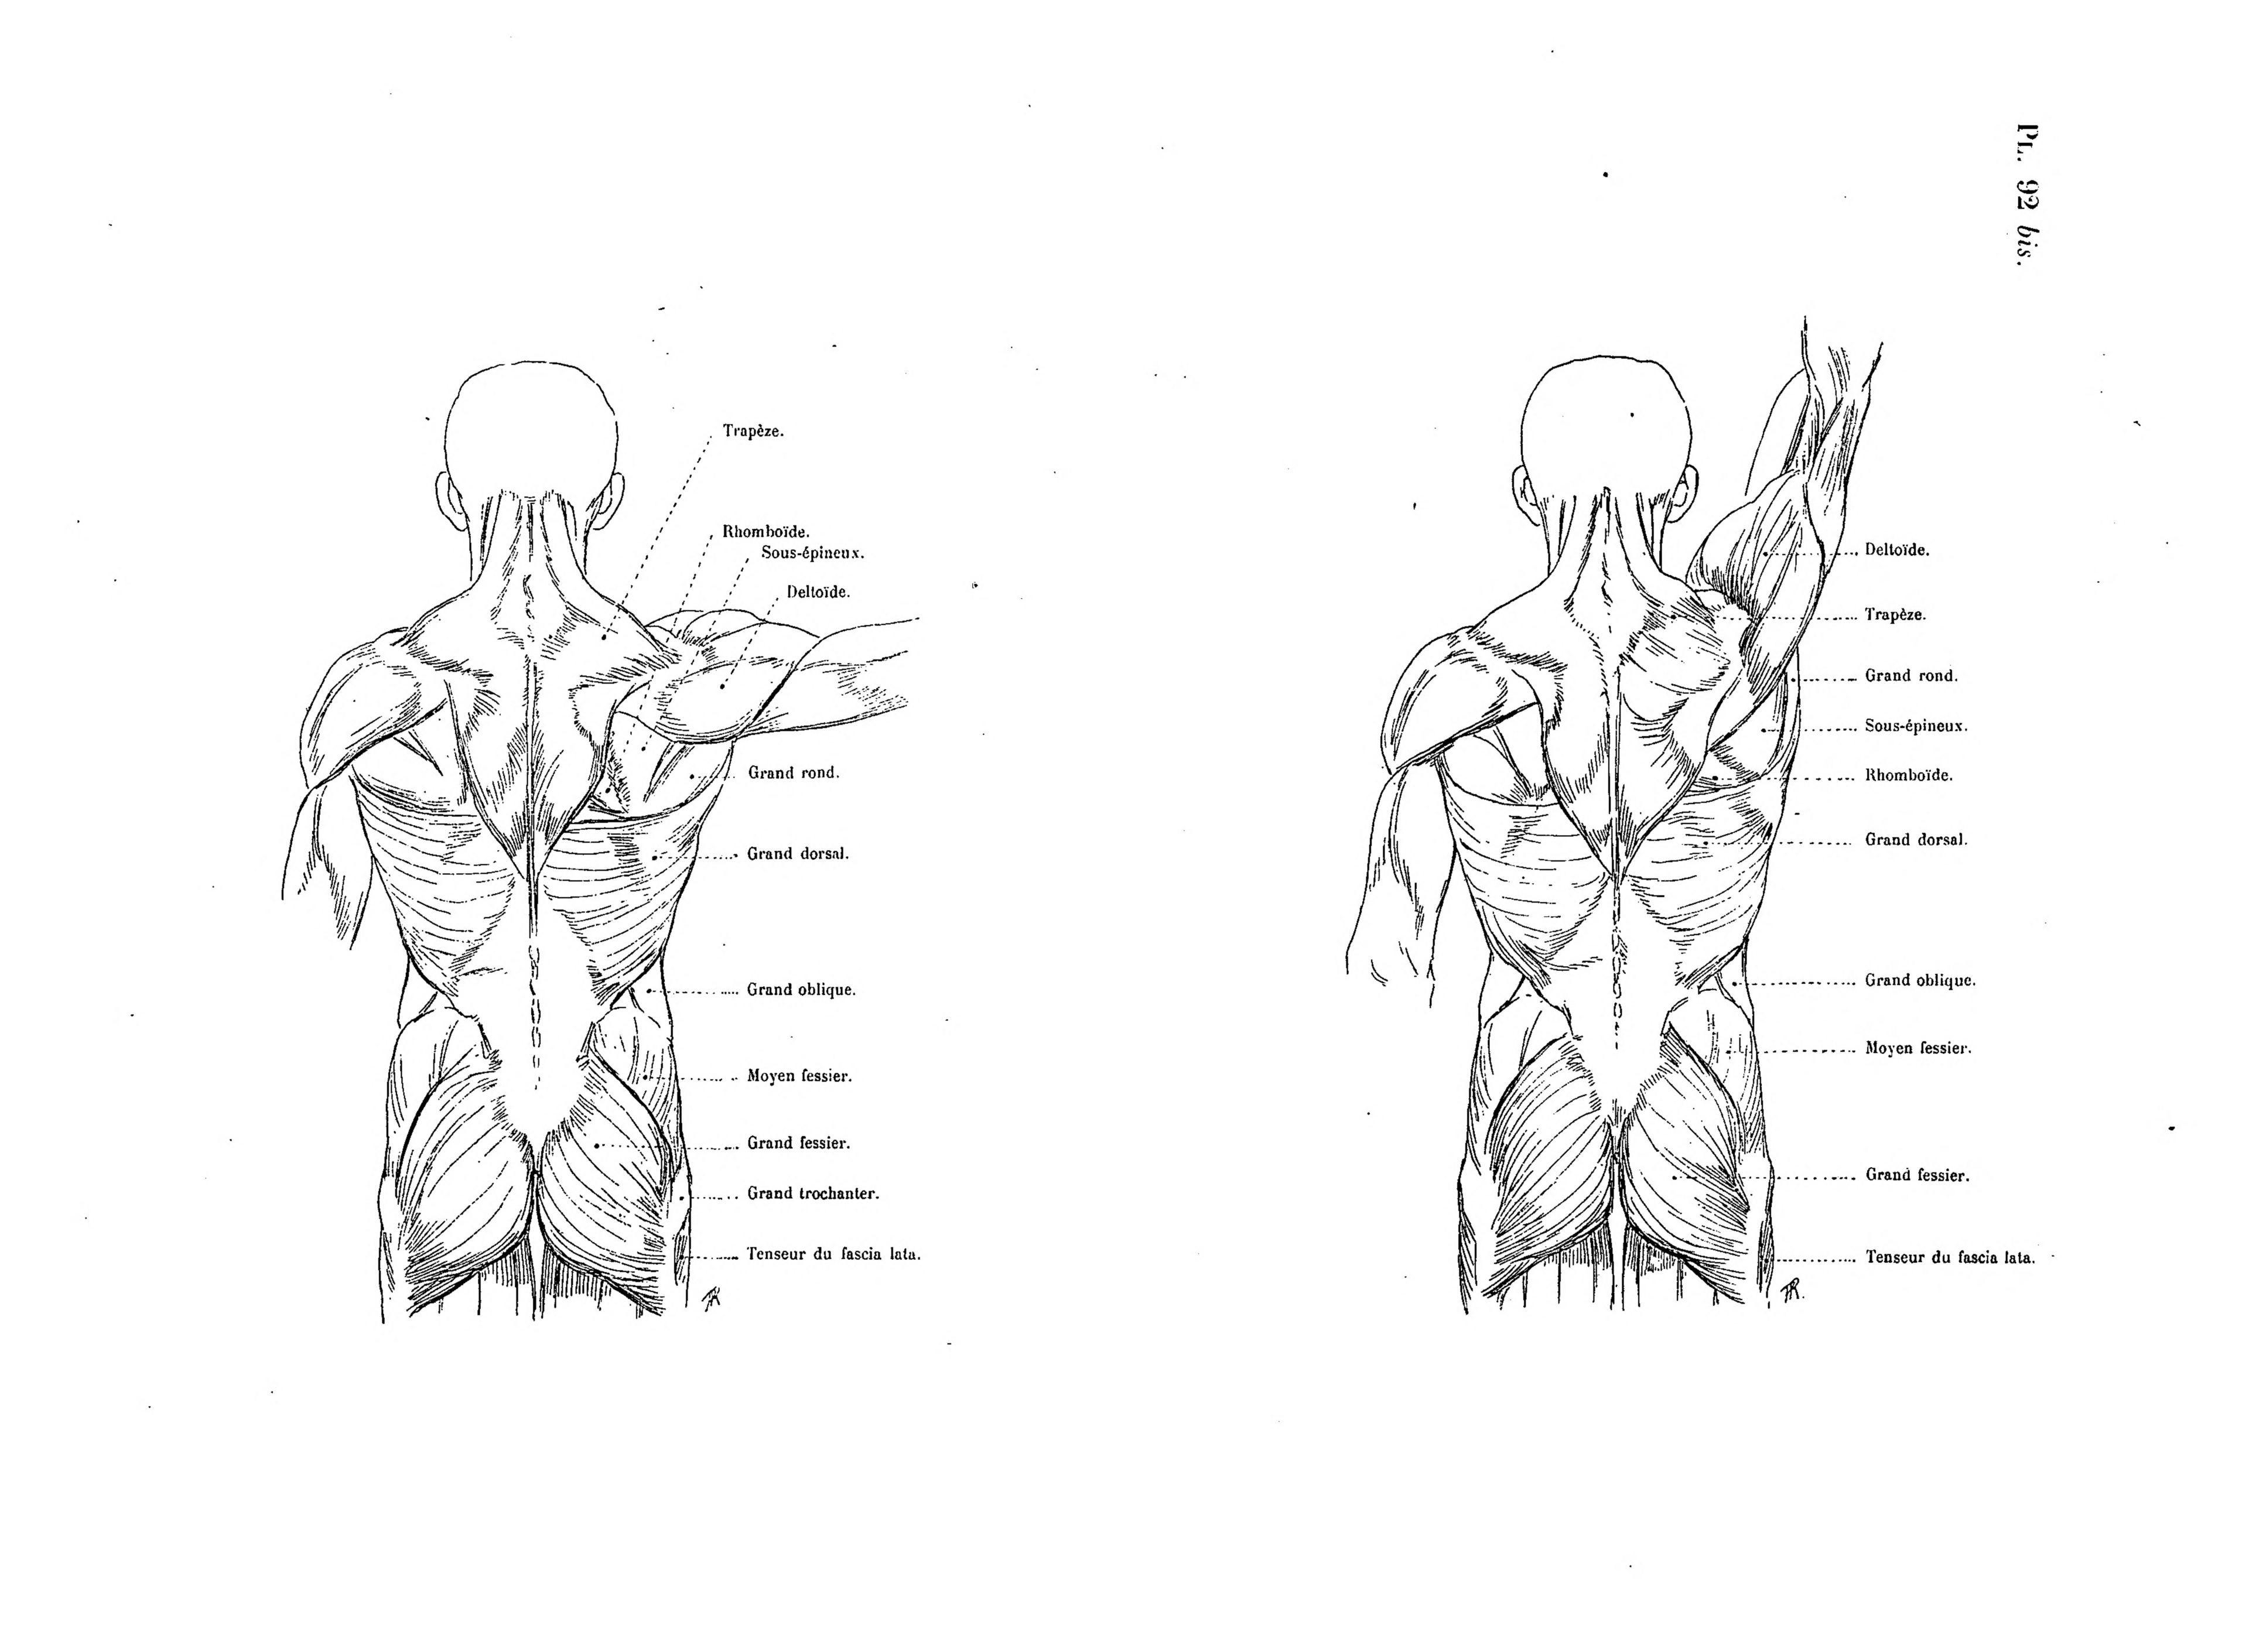 PL. 92 bis.
Trapèze.
Rhomboïde.
Sous-épineux.
Deltoïde.
Grand rond.
Grand dorsal.
Grand oblique.
Moyen fessier.
Grand fessier.
Grand trochanter.
Tenseur du fascia lata.
Deltoïde.
Trapèze.
Grand rond.
Sous-épineux.
Rhomboïde.
Grand dorsal.
Grand oblique.
Moyen fessier.
Grand fessier.
Tenseur du fascia lata.